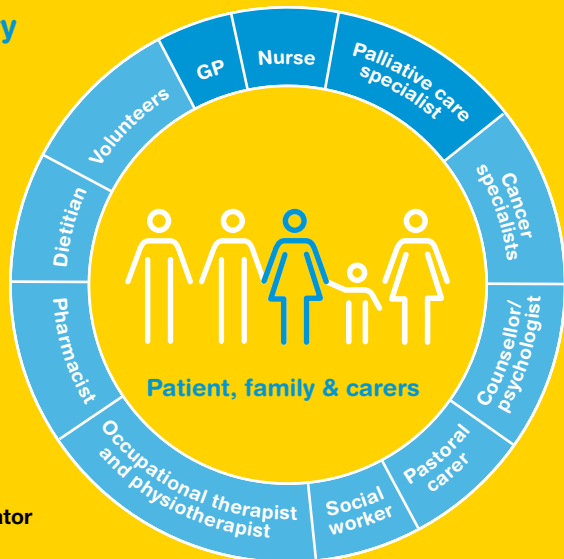 y
GP
Nurse
Palliative care
specialist
Cancer
specialists
Counsellor/
psychologist
Pastoral
carer
Social
worker
Occupational therapist
and physiotherapist
Pharmacist
Dietitian
Volunteers
Patient, family & carers
ator